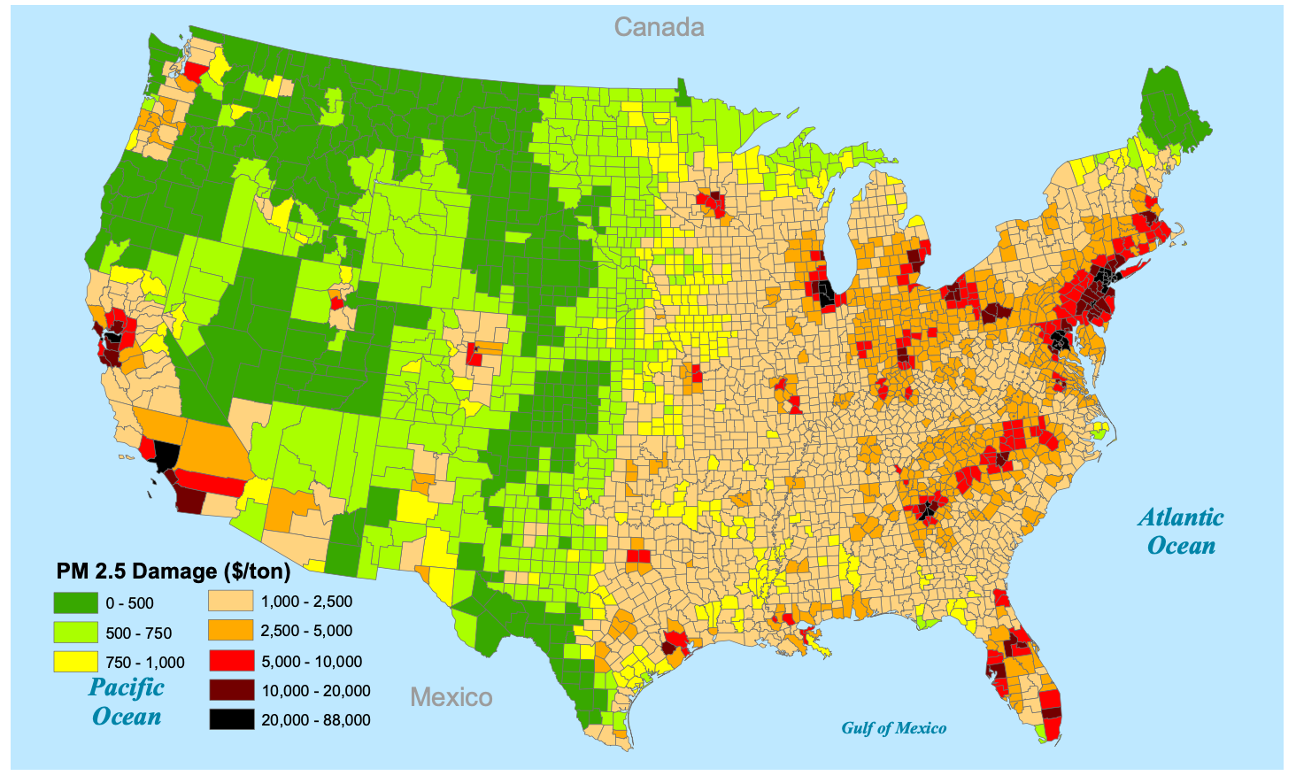 Canada
Atlantic
Ocean
PM 2.5 Damage ($/ton)
0 - 500
500 - 750
750 - 1,000
1,000 - 2,500
2,500 - 5,000
5,000 - 10,000
10,000 - 20,000
20,000 - 88,000
Pacific
Ocean
Mexico
Gulf of Mexico